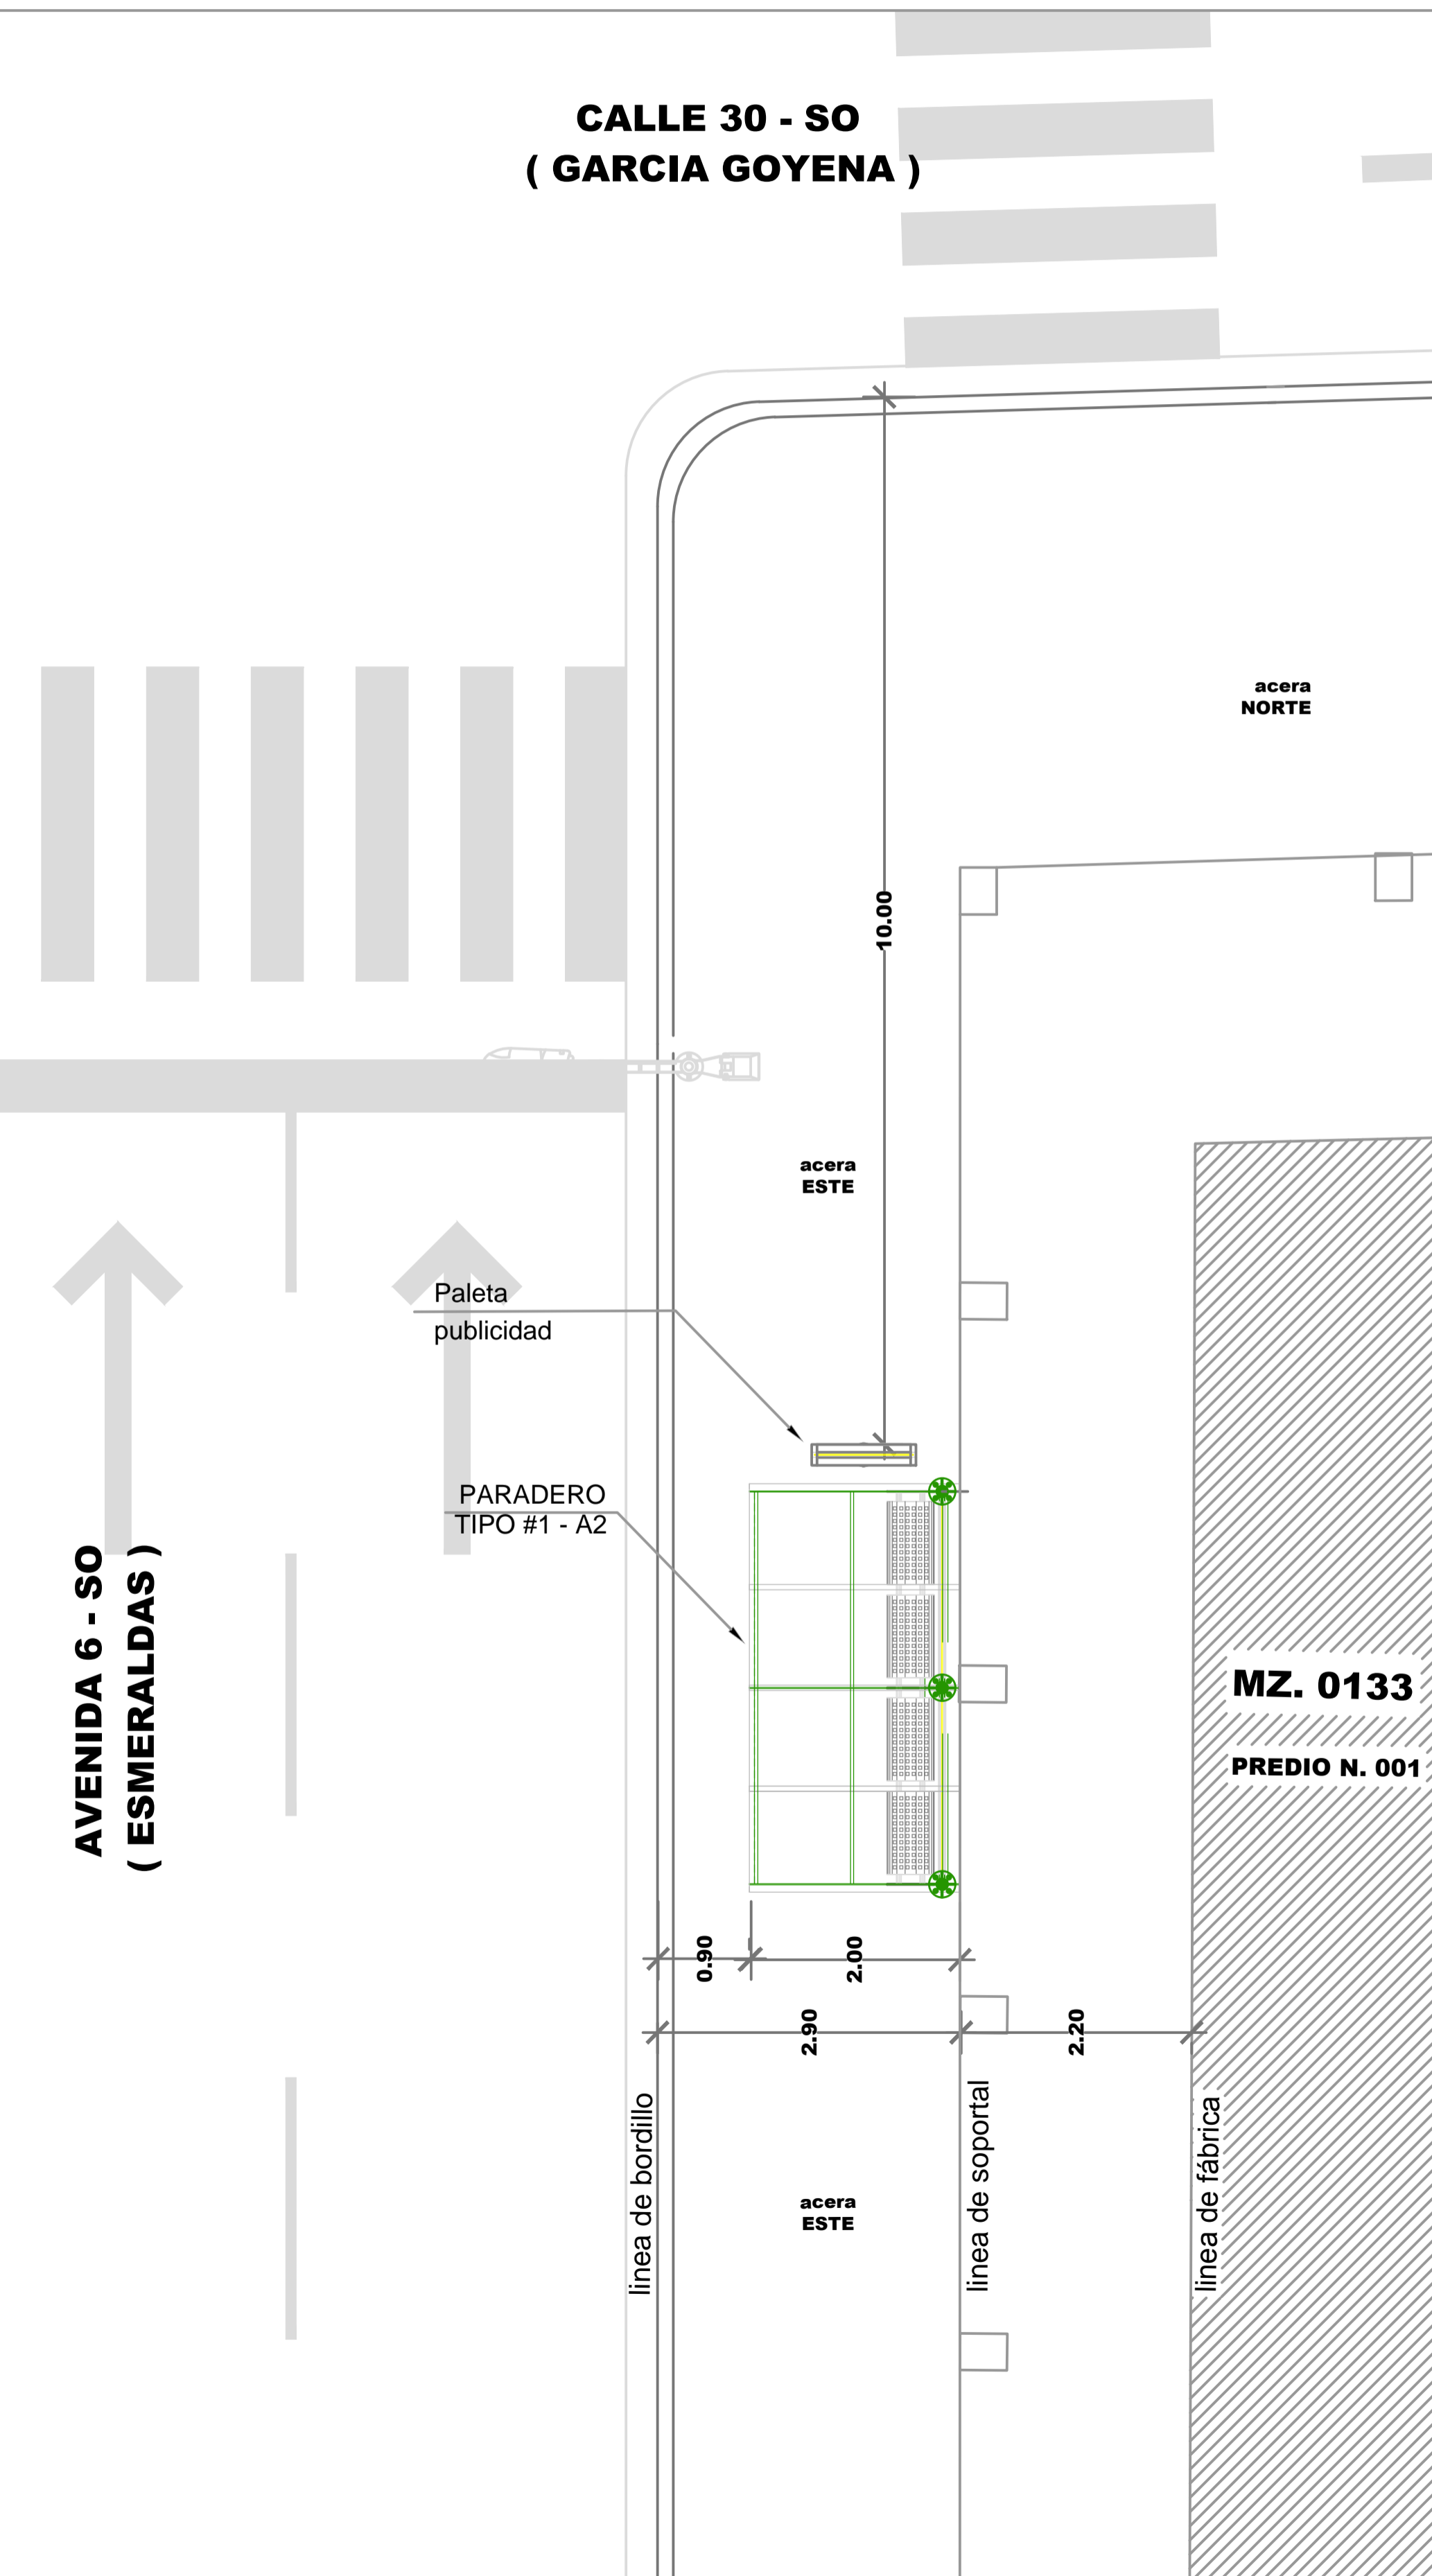 CALLE 30 - SO
( GARCIA GOYENA )
acera
NORTE
10.00
acera
ESTE
Paleta
publicidad
PARADERO
TIPO #1 - A2
AVENIDA 6 - SO
( ESMERALDAS )
MZ. 0133
PREDIO N. 001
0.90
2.00
2.90
2.20
linea de bordillo
linea de soportal
linea de fábrica
acera
ESTE